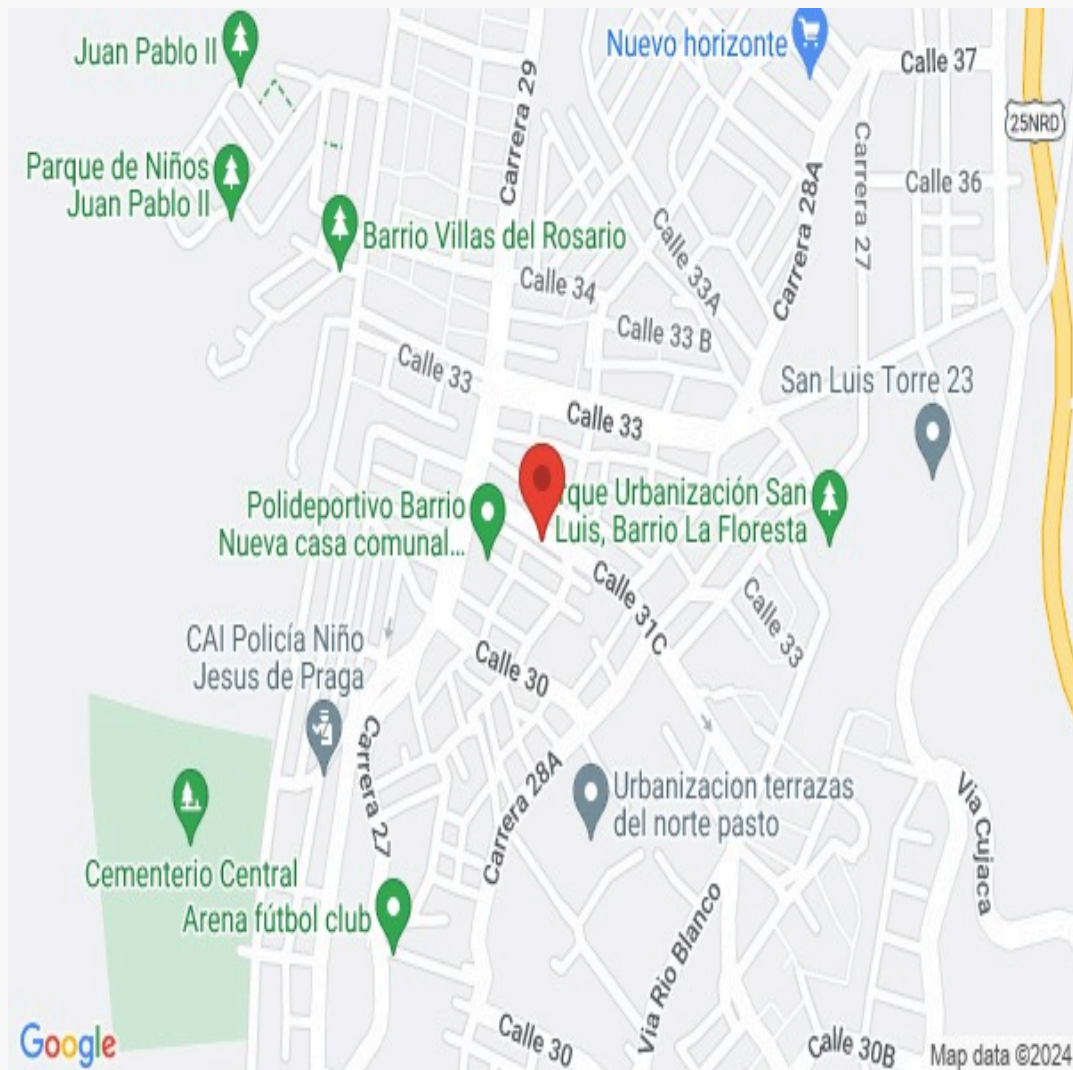 Juan Pablo II
Nuevo horizonte
Calle 37
25NRD
Carrera 29
Parque de Niños
Juan Pablo II
Carrera 28A
Carrera 27
Calle 36
Barrio Villas del Rosario
Calle 33A
Calle 34
Calle 33 B
Calle 33
San Luis Torre 23
Calle 33
Polideportivo Barrio
Nueva casa comunal...
rque Urbanización San
Luis, Barrio La Floresta
Calle 31C
Calle 33
CAI Policía Niño
Jesus de Praga
Calle 30
Carrera 27
Carrera 28A
Urbanizacion terrazas
del norte pasto
Via Cujaca
Cementerio Central
Arena fútbol club
Via Rio Blanco
Calle 30
Calle 30B
Google
Map data ©2024